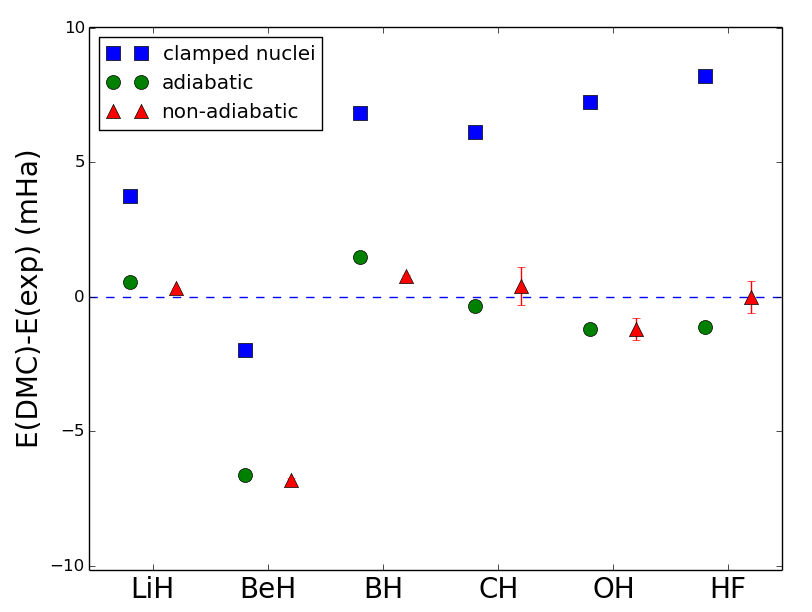 10
5
0
−5
−10
E(DMC)-E(exp) (mHa)
clamped nuclei
adiabatic
non-adiabatic
LiH BeH BH CH OH HF